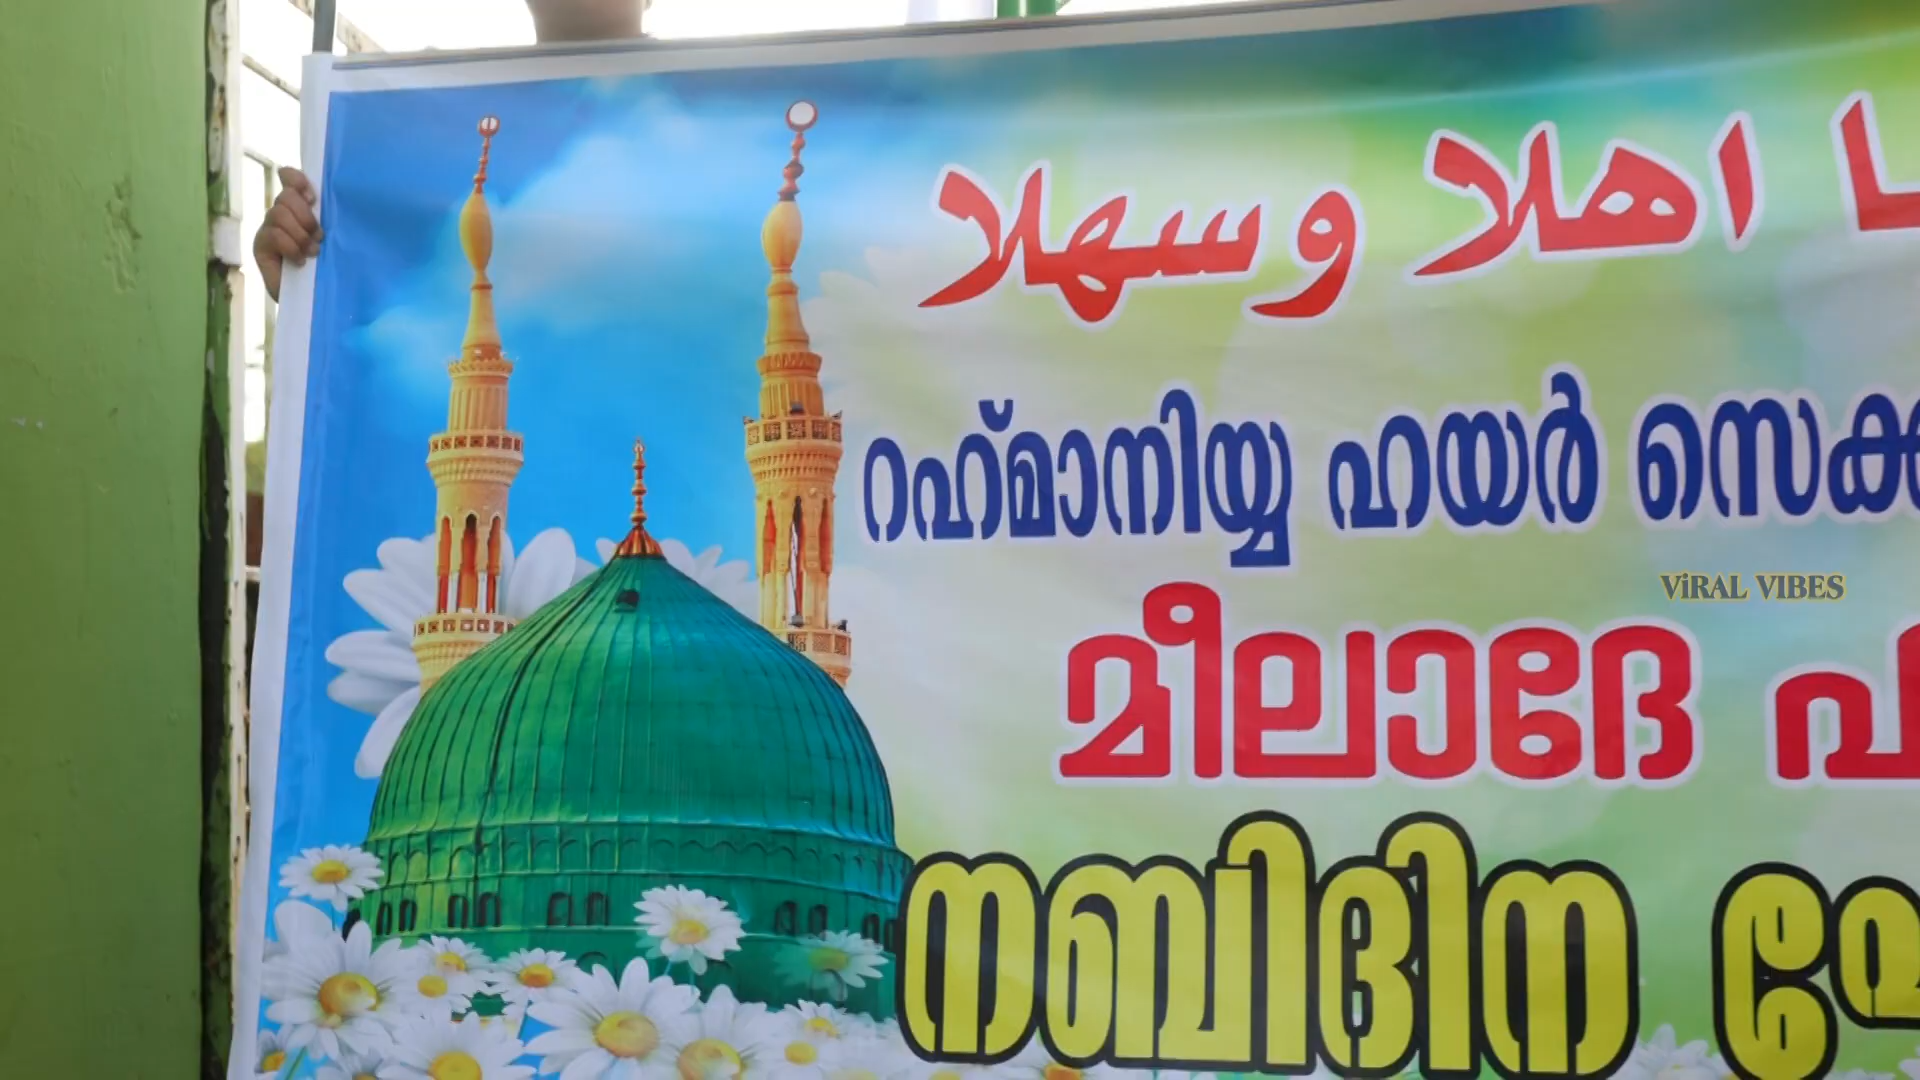 اهلا وسهلا
റഹ്‌മാനിയ്യ ഹയർ സെക്ക
ViRAL VIBES
മീലാദേ
നബിദിന